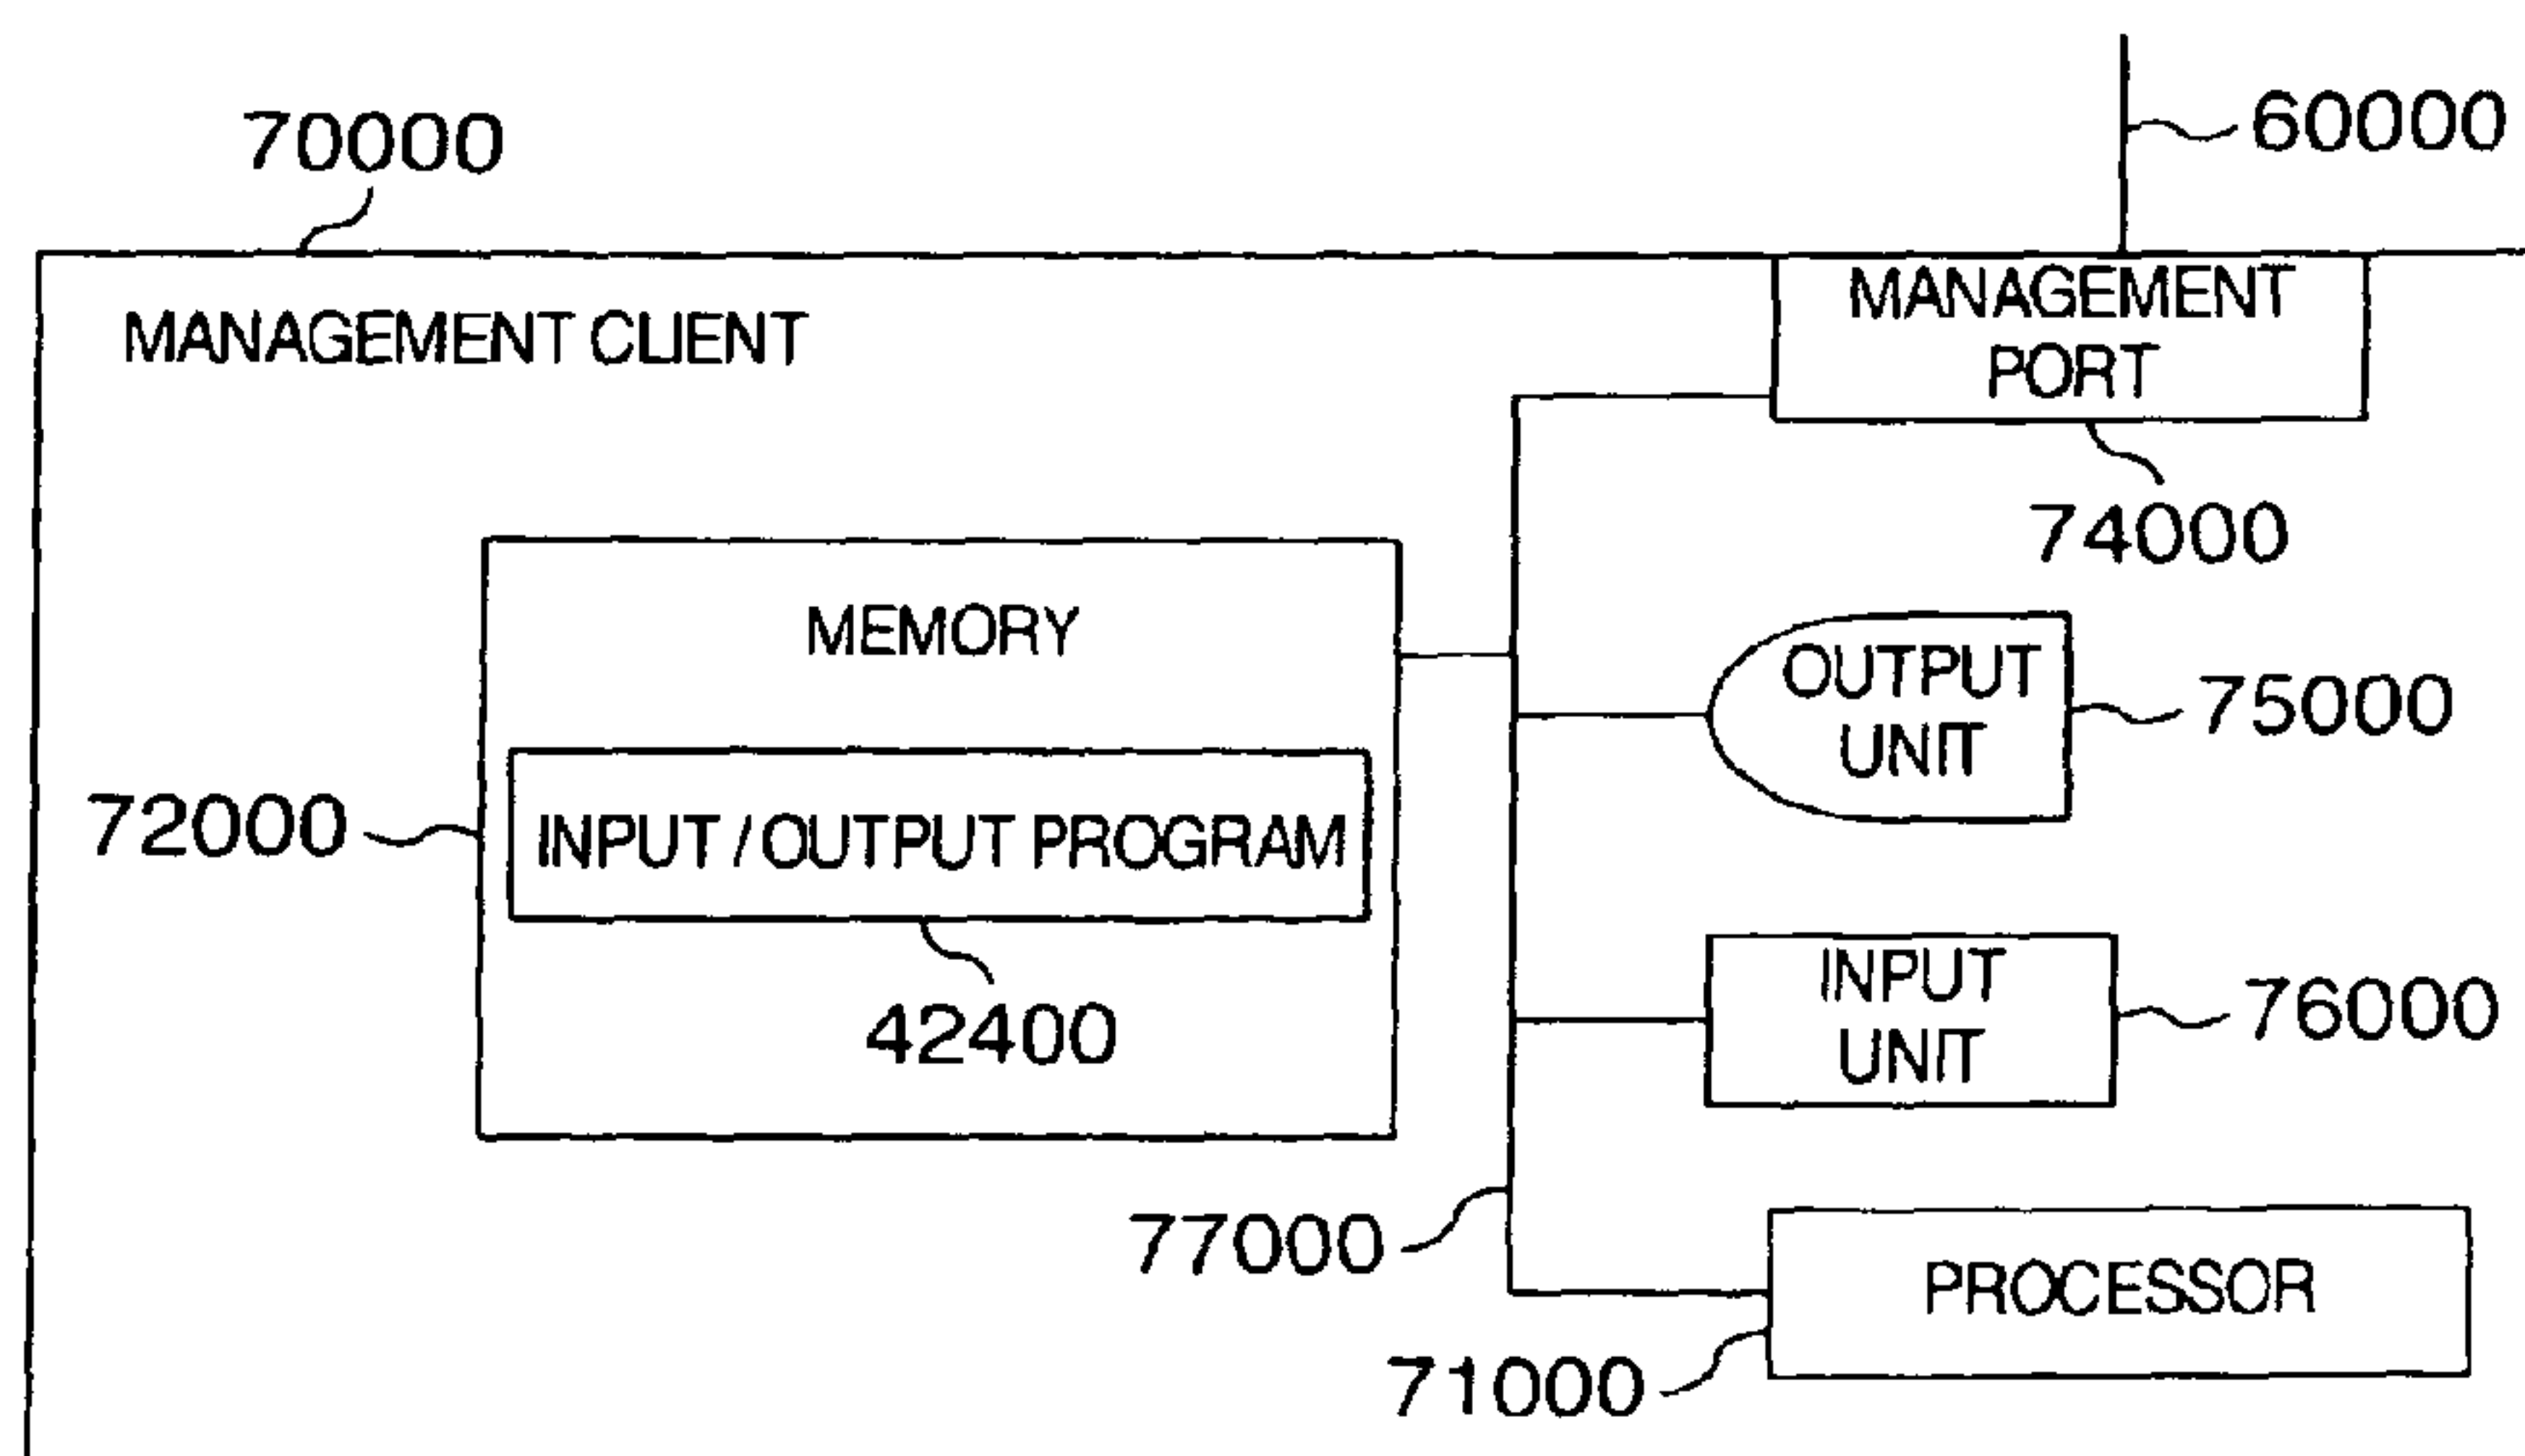 60000
70000
MANAGEMENT CLIENT
MANAGEMENT
PORT
74000
MEMORY
OUTPUT
UNIT
75000
72000
INPUT / OUTPUT PROGRAM
42400
INPUT
UNIT
76000
77000
PROCESSOR
71000